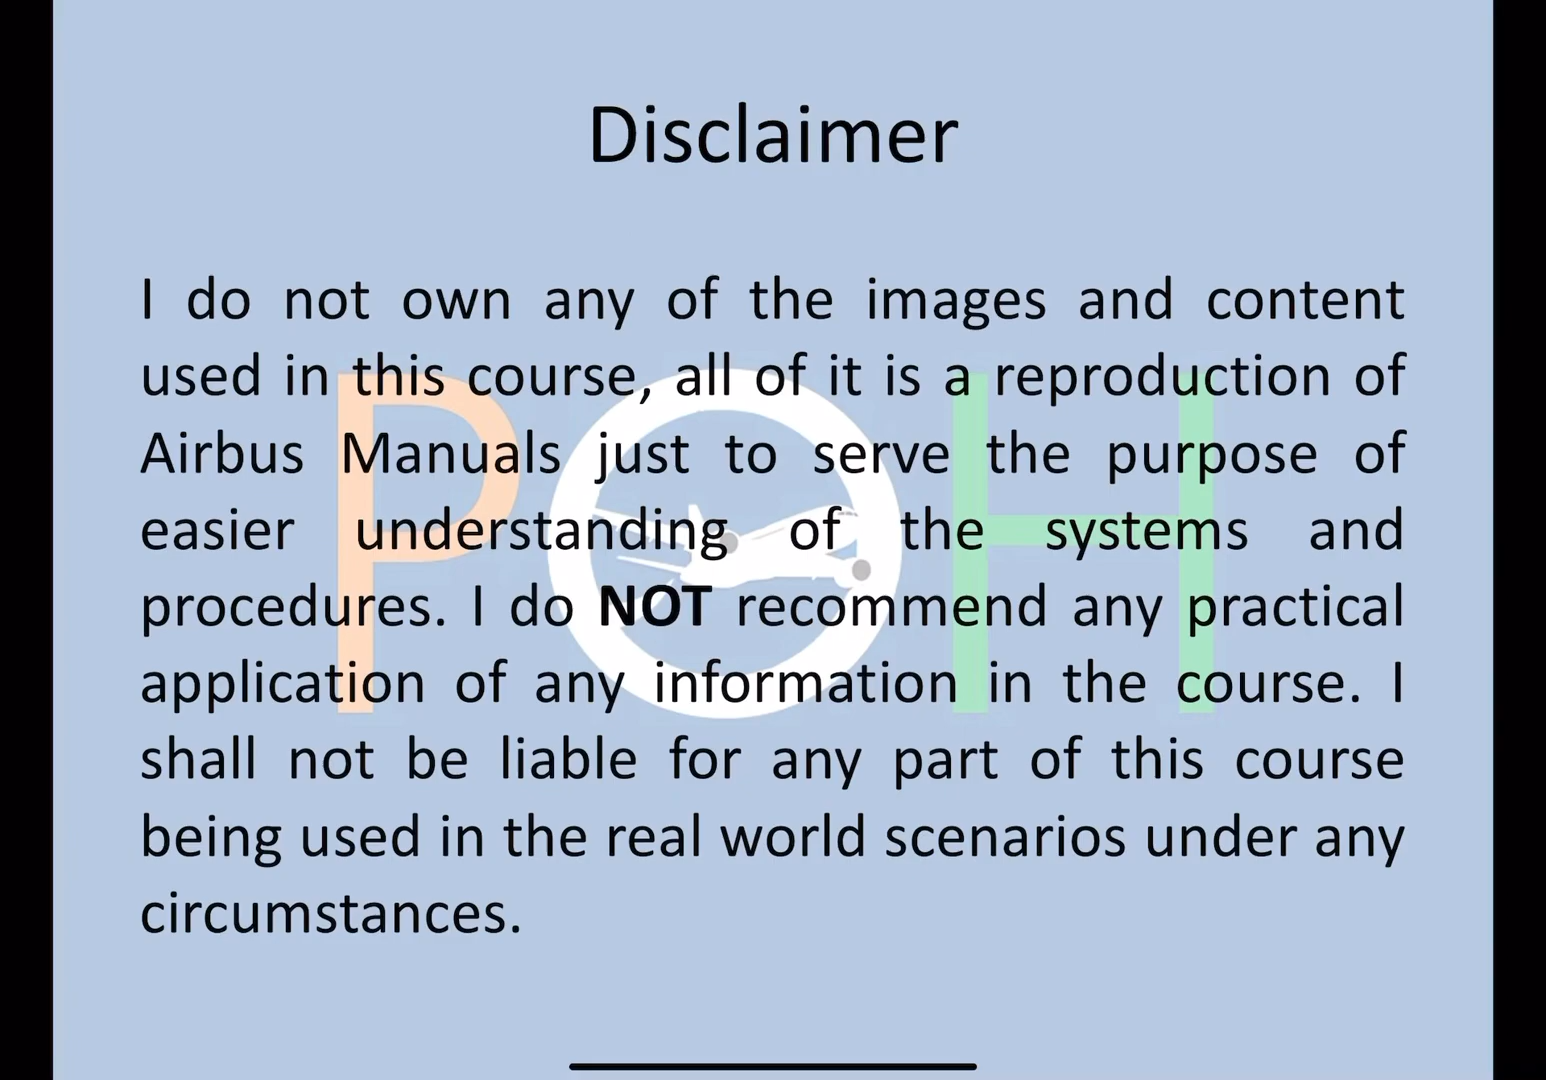 Disclaimer
I do not own any of the images and content
used in this course, all of it is a reproduction of
Airbus Manuals just to serve the purpose of
easier understanding of the systems and
procedures. I do NOT recommend any practical
application of any information in the course. I
shall not be liable for any part of this course
being used in the real world scenarios under any
circumstances.
POH